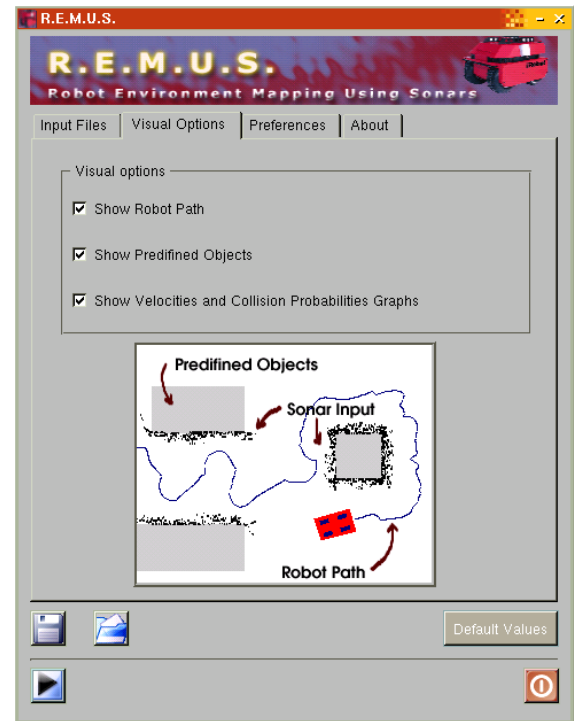 R.E.M.U.S.
R.E.M.U.S.
Robot Environment Mapping Using Sonars
Input Files Visual Options Preferences About
Visual options
Show Robot Path
Show Predifined Objects
Show Velocities and Collision Probabilities Graphs
Predifined Objects
Sonar Input
Robot Path
Default Values